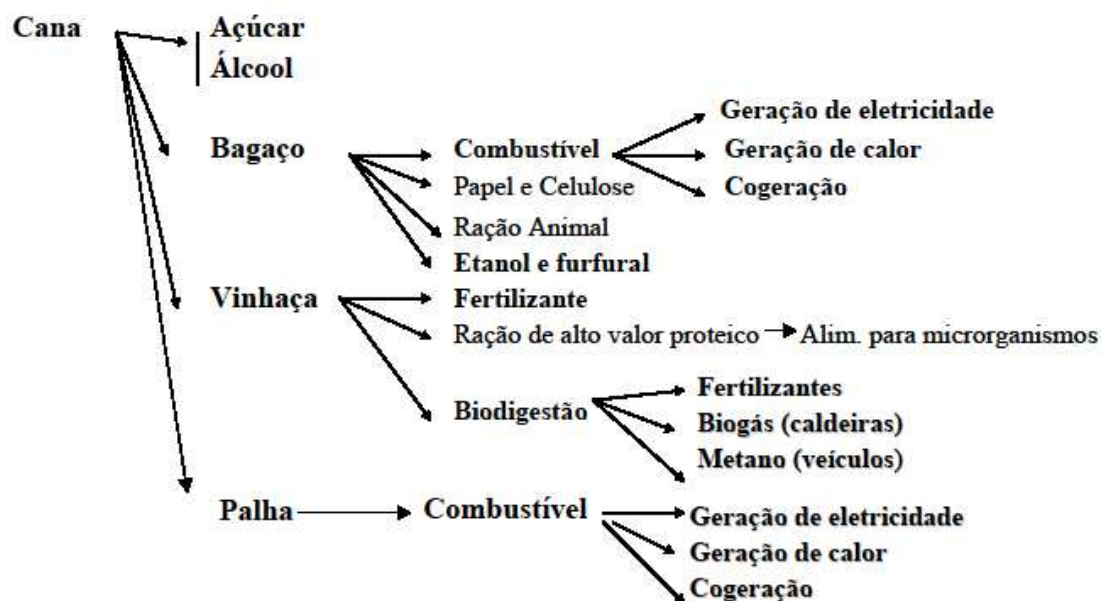 Cana
Açúcar
Álcool
Bagaço
Combustível
Geração de eletricidade
Geração de calor
Cogeração
Papel e Celulose
Ração Animal
Etanol e furfural
Vinhaça
Fertilizante
Ração de alto valor proteico
Alim. para microrganismos
Biodigestão
Fertilizantes
Biogás (caldeiras)
Metano (veículos)
Palha
Combustível
Geração de eletricidade
Geração de calor
Cogeração